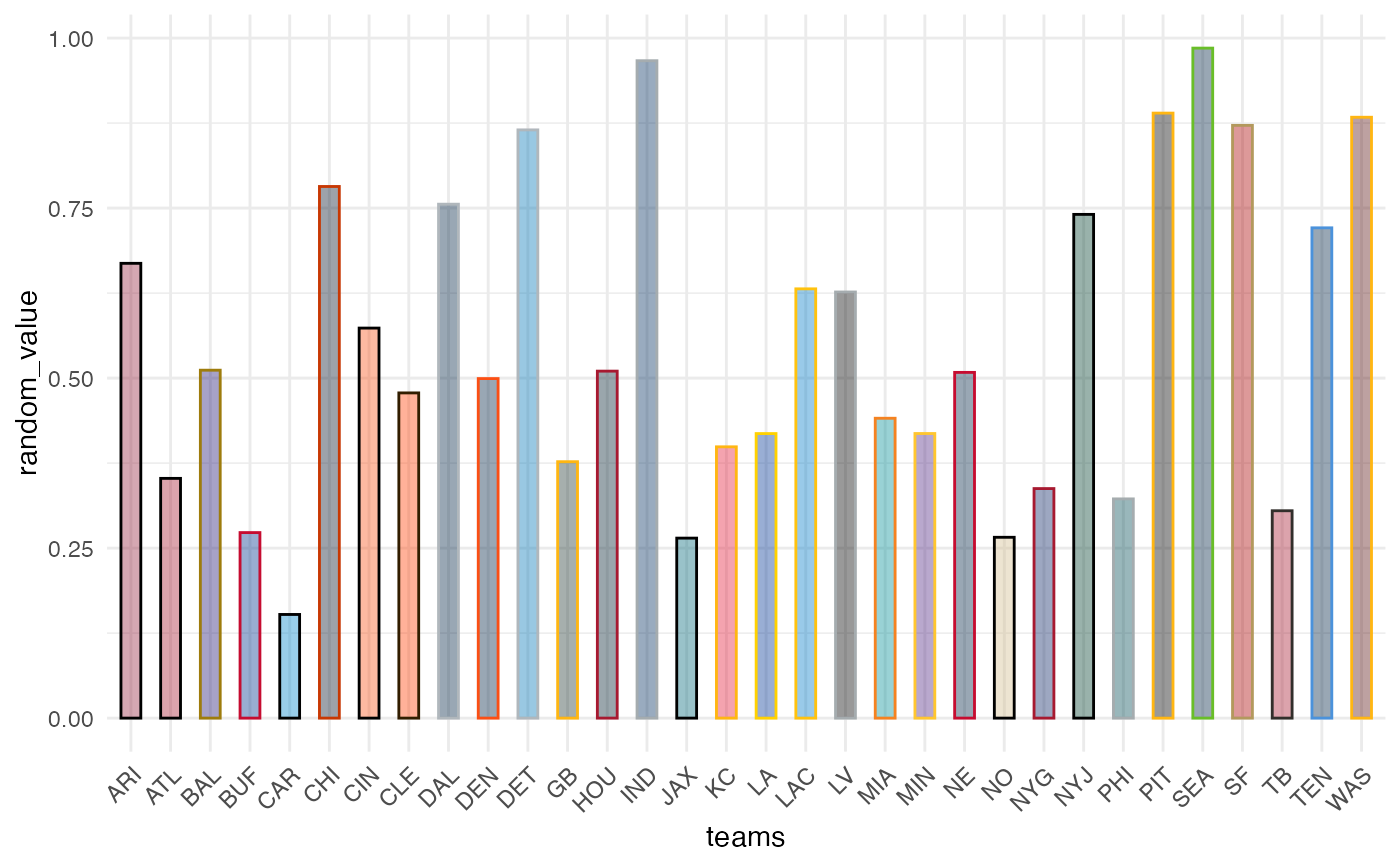 1.00
0.75
0.50
0.25
0.00
random_value
ARI ATL BAL BUF CAR CHI CIN CLE DAL DEN DET GB HOU IND JAX KC LA LAC LV MIA MIN NE NO NYG NYJ PHI PIT SEA SF TB TEN WAS
teams